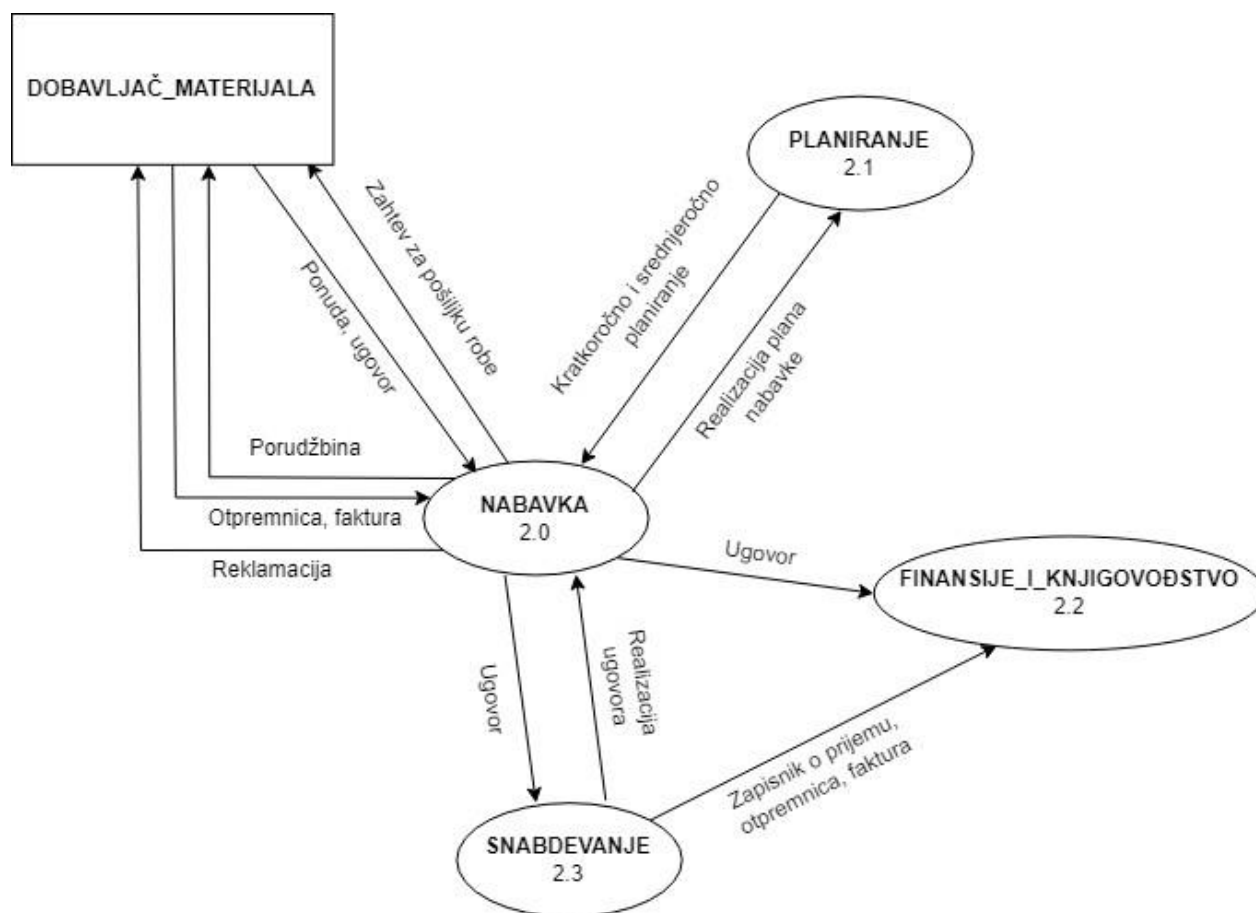 DOBAVLJAČ_MATERIJALA
PLANIRANJE
2.1
Zahtev za pošiljku robe
Ponuda, ugovor
Kratkoročno i srednjeročno
planiranje
Realizacija plana
nabavke
Porudžbina
Otpremnica, faktura
Reklamacija
NABAVKA
2.0
Ugovor
FINANSIJE_I_KNJIGOVOĐSTVO
2.2
Ugovor
Realizacija
ugovora
Zapisnik o prijemu,
otpremnica, faktura
SNABDEVANJE
2.3